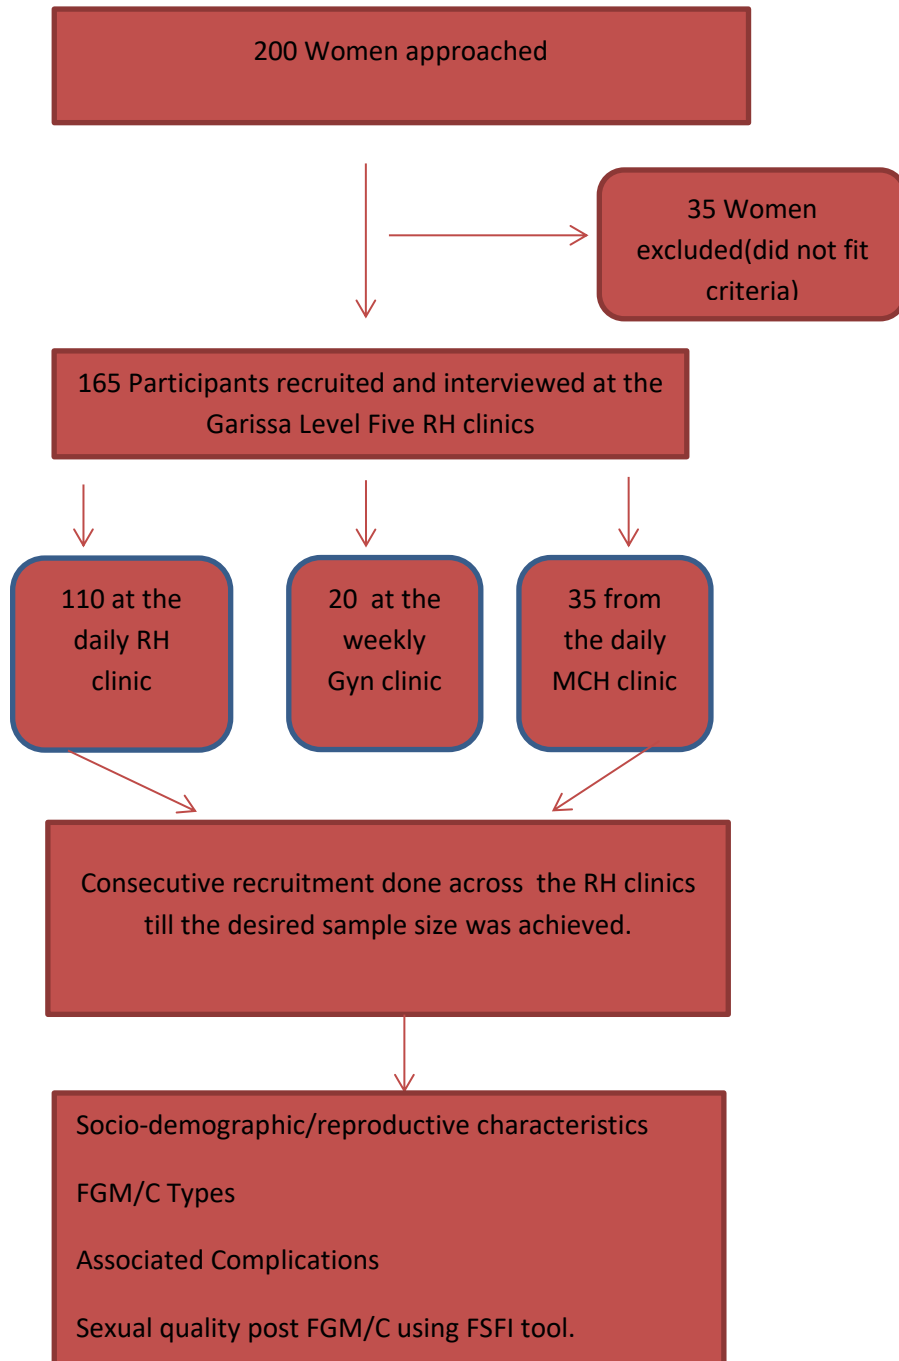 200 Women approached
35 Women
excluded(did not fit
criteria)
165 Participants recruited and interviewed at the
Garissa Level Five RH clinics
110 at the
daily RH
clinic
20  at the
weekly
Gyn clinic
35 from
the daily
MCH clinic
Consecutive recruitment done across  the RH clinics
till the desired sample size was achieved.
Socio-demographic/reproductive characteristics
FGM/C Types
Associated Complications
Sexual quality post FGM/C using FSFI tool.